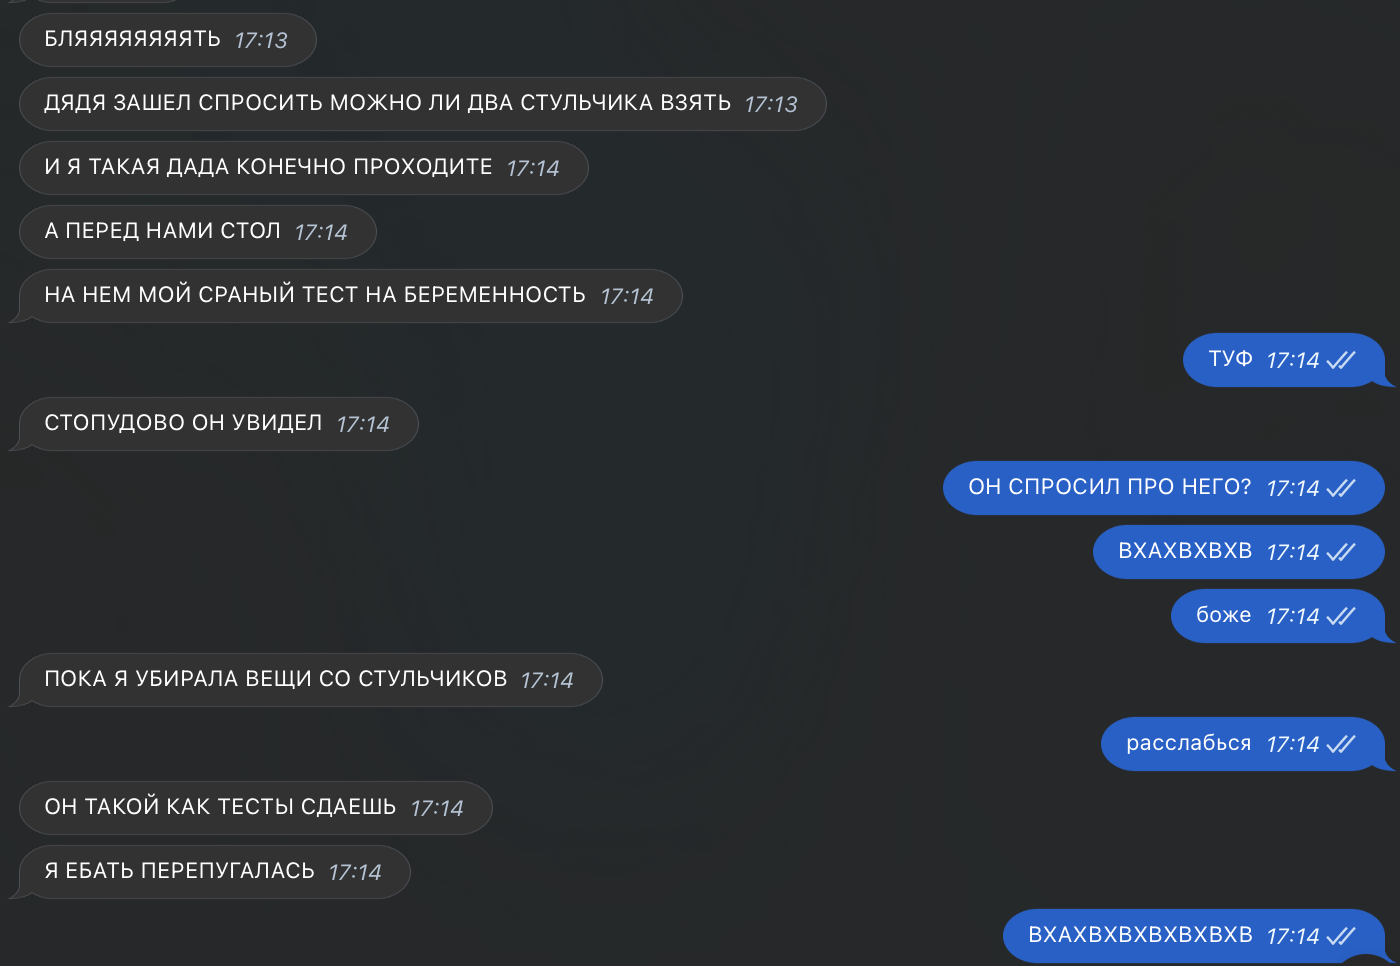 БЛЯЯЯЯЯЯЯЯЯТЬ 17:13
ДЯДЯ ЗАШЕЛ СПРОСИТЬ МОЖНО ЛИ ДВА СТУЛЬЧИКА ВЗЯТЬ 17:13
И Я ТАКАЯ ДАДА КОНЕЧНО ПРОХОДИТЕ 17:14
А ПЕРЕД НАМИ СТОЛ 17:14
НА НЕМ МОЙ СРАНЫЙ ТЕСТ НА БЕРЕМЕННОСТЬ 17:14
ТУФ 17:14
СТОПУДОВО ОН УВИДЕЛ 17:14
ОН СПРОСИЛ ПРО НЕГО? 17:14
ВХАХВХВХВ 17:14
боже 17:14
ПОКА Я УБИРАЛА ВЕЩИ СО СТУЛЬЧИКОВ 17:14
расслабься 17:14
ОН ТАКОЙ КАК ТЕСТЫ СДАЕШЬ 17:14
Я ЕБАТЬ ПЕРЕПУГАЛАСЬ 17:14
ВХАХВХВХВХВХВХВ 17:14